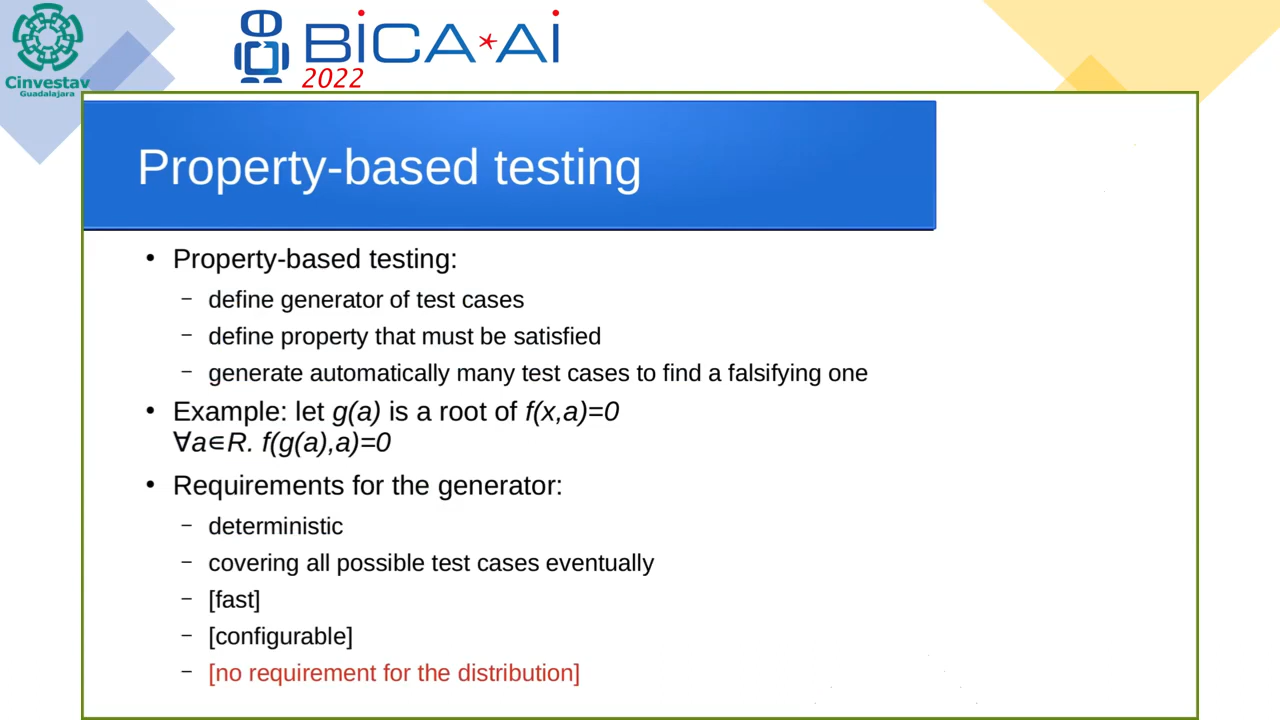 Cinvestav
Guadalajara
BiCA*Ai
2022
Property-based testing
• Property-based testing:
– define generator of test cases
– define property that must be satisfied
– generate automatically many test cases to find a falsifying one
• Example: let g(a) is a root of f(x,a)=0
∀a∈R. f(g(a),a)=0
• Requirements for the generator:
– deterministic
– covering all possible test cases eventually
– [fast]
– [configurable]
– [no requirement for the distribution]